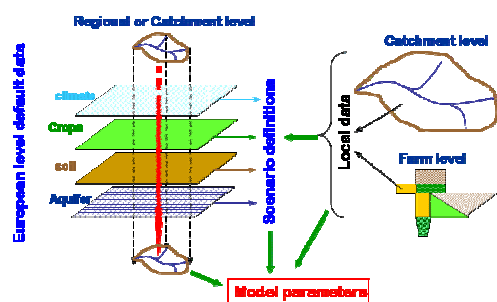 Regional or Catchment level
European level default data
climate
Crops
soil
Aquifer
Scenario definitions
Local data
Catchment level
Farm level
Model parameters